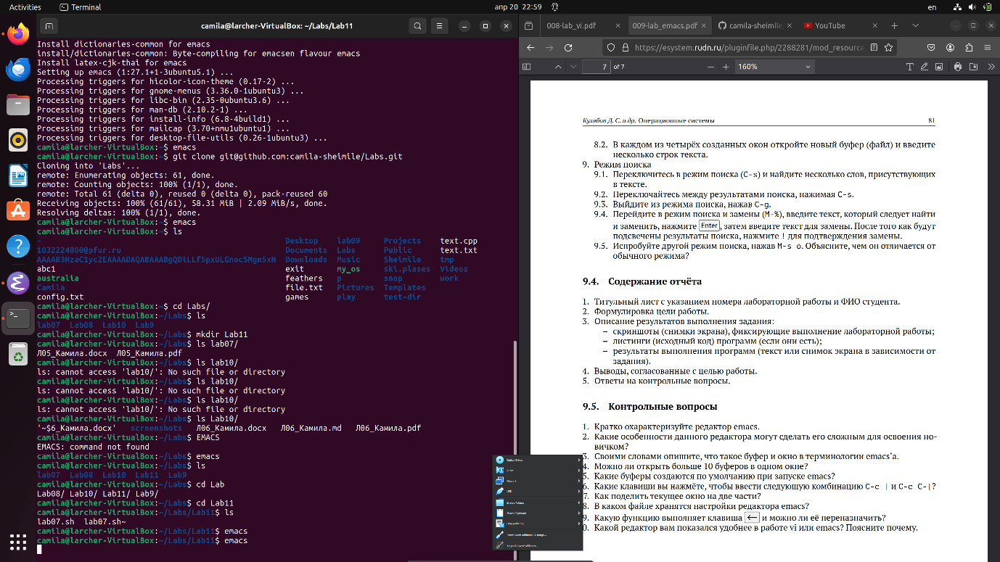 Activities
Terminal
апр 20 22:59
en
camila@larcher-VirtualBox: ~/Labs/Lab11
Install dictionaries-common for emacs
install/dictionaries-common: Byte-compiling for emacsen flavour emacs
Install latex-cjk-thai for emacs
Setting up emacs (1:27.1+1-3ubuntu5.1) ...
Processing triggers for hicolor-icon-theme (0.17-2) ...
Processing triggers for gnome-menus (3.36.0-1ubuntu3) ...
Processing triggers for libc-bin (2.35-0ubuntu3.6) ...
Processing triggers for man-db (2.10.2-1) ...
Processing triggers for install-info (6.8-4build1) ...
Processing triggers for mailcap (3.70+nmu1ubuntu1) ...
Processing triggers for desktop-file-utils (0.26-1ubuntu3) ...
camila@larcher-VirtualBox:~$ emacs
camila@larcher-VirtualBox:~$ git clone git@github.com:camila-sheimile/Labs.git
Cloning into 'Labs'...
remote: Enumerating objects: 61, done.
remote: Counting objects: 100% (1/1), done.
remote: Total 61 (delta 0), reused 0 (delta 0), pack-reused 60
Receiving objects: 100% (61/61), 58.31 MiB | 2.09 MiB/s, done.
Resolving deltas: 100% (1/1), done.
camila@larcher-VirtualBox:~$ emacs
camila@larcher-VirtualBox:~$ ls
- Desktop lab09 Projects text.cpp
1032224800@pfur.ru Documents Labs Public text.txt
Downloads Music Sheimile tmp
abc1 exit my_os ski.plases Videos
australia feathers p snap work
Camila file.txt Pictures Templates
config.txt games play test-dir
camila@larcher-VirtualBox:~$ cd Labs/
camila@larcher-VirtualBox:~/Labs$ ls
lab07 Lab08 Lab10 Lab9
camila@larcher-VirtualBox:~/Labs$ mkdir Lab11
camila@larcher-VirtualBox:~/Labs$ ls lab07/
Л05_Камила.docx Л05_Камила.pdf
camila@larcher-VirtualBox:~/Labs$ ls lab10/
ls: cannot access 'lab10/': No such file or directory
camila@larcher-VirtualBox:~/Labs$ ls lab10/
ls: cannot access 'lab10/': No such file or directory
camila@larcher-VirtualBox:~/Labs$ ls lab10/
ls: cannot access 'lab10/': No such file or directory
camila@larcher-VirtualBox:~/Labs$ ls Lab10/
'~$6_Камила.docx' screenshots Л06_Камила.docx Л06_Камила.md Л06_Камила.pdf
camila@larcher-VirtualBox:~/Labs$ EMACS
EMACS: command not found
camila@larcher-VirtualBox:~/Labs$ emacs
camila@larcher-VirtualBox:~/Labs$ ls
lab07 Lab08 Lab10 Lab11 Lab9
camila@larcher-VirtualBox:~/Labs$ cd Lab
Lab08/ Lab10/ Lab11/ Lab9/
camila@larcher-VirtualBox:~/Labs$ cd Lab11
camila@larcher-VirtualBox:~/Labs/Lab11$ ls
lab07.sh lab07.sh~
camila@larcher-VirtualBox:~/Labs/Lab11$ emacs
camila@larcher-VirtualBox:~/Labs/Lab11$ emacs
Optical Drives
Audio
Network
USB
Shared Folders
Shared Clipboard
Drag and Drop
008-lab_vi.pdf
009-lab_emacs.pdf
camila-sheimile/
YouTube
https://esystem.rudn.ru/pluginfile.php/2288281/mod_resource
7 of 7
160%
Кулябов Д. С. и др. Операционные системы 81
8.2. В каждом из четырёх созданных окон откройте новый буфер (файл) и введите
несколько строк текста.
9. Режим поиска
9.1. Переключитесь в режим поиска (C-s) и найдите несколько слов, присутствующих
в тексте.
9.2. Переключайтесь между результатами поиска, нажимая C-s.
9.3. Выйдите из режима поиска, нажав C-g.
9.4. Перейдите в режим поиска и замены (M-%), введите текст, который следует найти
и заменить, нажмите Enter, затем введите текст для замены. После того как будут
подсвечены результаты поиска, нажмите ! для подтверждения замены.
9.5. Испробуйте другой режим поиска, нажав M-s o. Объясните, чем он отличается от
обычного режима?
9.4. Содержание отчёта
1. Титульный лист с указанием номера лабораторной работы и ФИО студента.
2. Формулировка цели работы.
3. Описание результатов выполнения задания:
– скриншоты (снимки экрана), фиксирующие выполнение лабораторной работы;
– листинги (исходный код) программ (если они есть);
– результаты выполнения программ (текст или снимок экрана в зависимости от
задания).
4. Выводы, согласованные с целью работы.
5. Ответы на контрольные вопросы.
9.5. Контрольные вопросы
1. Кратко охарактеризуйте редактор emacs.
2. Какие особенности данного редактора могут сделать его сложным для освоения но-
вичком?
3. Своими словами опишите, что такое буфер и окно в терминологии emacs'а.
4. Можно ли открыть больше 10 буферов в одном окне?
5. Какие буферы создаются по умолчанию при запуске emacs?
6. Какие клавиши вы нажмёте, чтобы ввести следующую комбинацию C-c | и C-c C-|?
7. Как поделить текущее окно на две части?
8. В каком файле хранятся настройки редактора emacs?
9. Какую функцию выполняет клавиша ← и можно ли её переназначить?
0. Какой редактор вам показался удобнее в работе vi или emacs? Поясните почему.